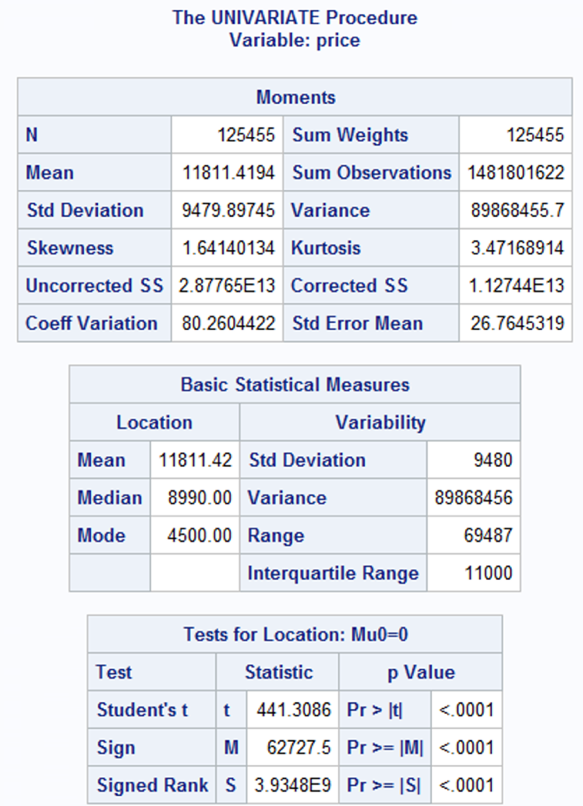 The UNIVARIATE Procedure
Variable: price
Moments
N 125455 Sum Weights 125455
Mean 11811.4194 Sum Observations 1481801622
Std Deviation 9479.89745 Variance 89868455.7
Skewness 1.64140134 Kurtosis 3.47168914
Uncorrected SS 2.87765E13 Corrected SS 1.12744E13
Coeff Variation 80.2604422 Std Error Mean 26.7645319
Basic Statistical Measures
Location Variability
Mean 11811.42 Std Deviation 9480
Median 8990.00 Variance 89868456
Mode 4500.00 Range 69487
Interquartile Range 11000
Tests for Location: Mu0=0
Test Statistic p Value
Student's t t 441.3086 Pr > |t| <.0001
Sign M 62727.5 Pr >= |M| <.0001
Signed Rank S 3.9348E9 Pr >= |S| <.0001